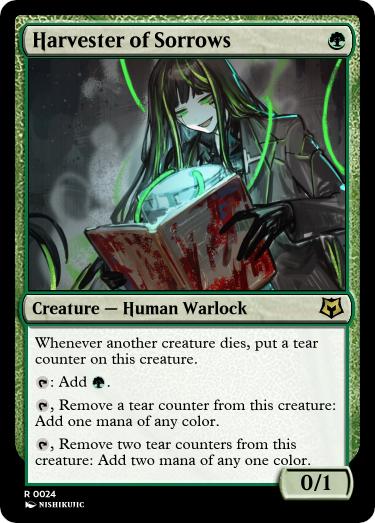 Harvester of Sorrows
Creature — Human Warlock
Whenever another creature dies, put a tear
counter on this creature.
: Add .
, Remove a tear counter from this creature:
Add one mana of any color.
, Remove two tear counters from this
creature: Add two mana of any one color.
0/1
R 0024
NISHIKUJIC